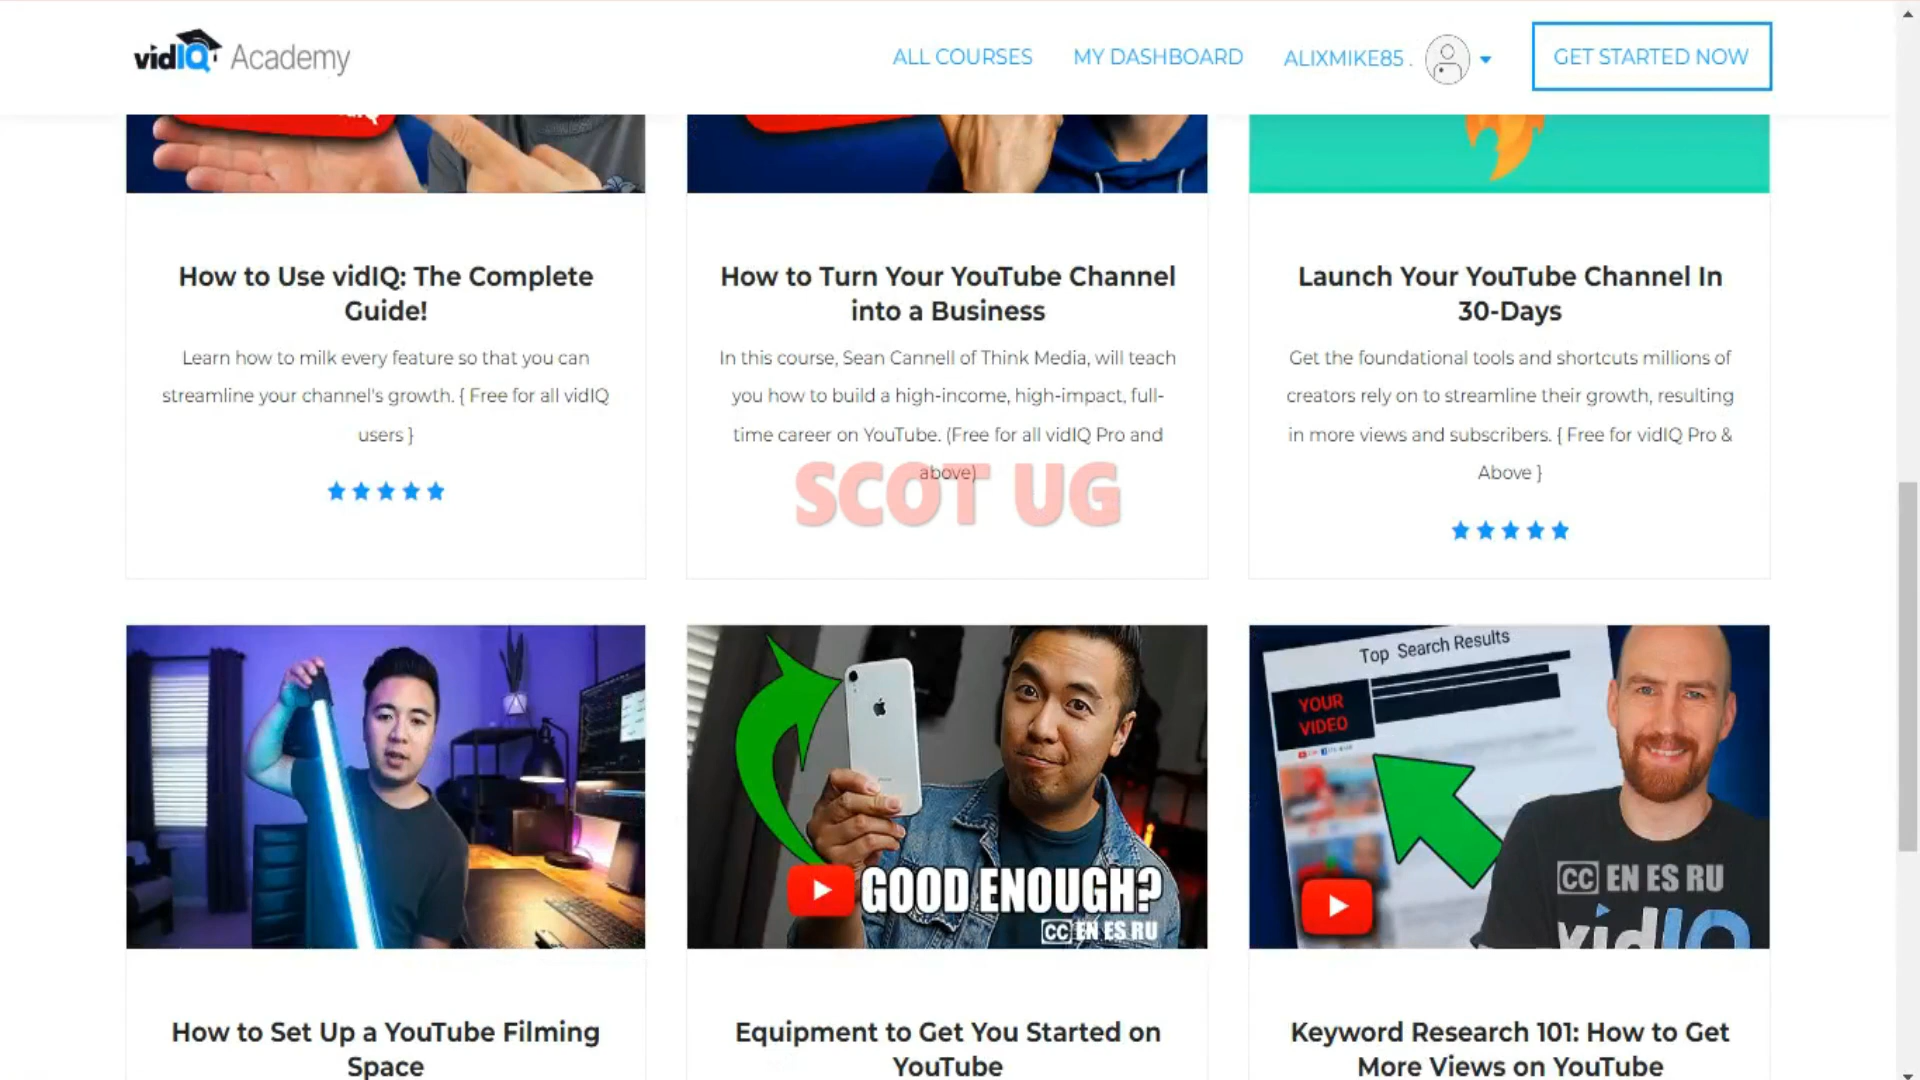 vidIQ Academy
ALL COURSES
MY DASHBOARD
ALIXMIKE85 .
GET STARTED NOW
How to Use vidIQ: The Complete
Guide!
Learn how to milk every feature so that you can
streamline your channel's growth. { Free for all vidIQ
users }
How to Turn Your YouTube Channel
into a Business
In this course, Sean Cannell of Think Media, will teach
you how to build a high-income, high-impact, full-
time career on YouTube. (Free for all vidIQ Pro and
above)
SCOT UG
Launch Your YouTube Channel In
30-Days
Get the foundational tools and shortcuts millions of
creators rely on to streamline their growth, resulting
in more views and subscribers. { Free for vidIQ Pro &
Above }
GOOD ENOUGH?
CC EN ES RU
Top Search Results
YOUR
VIDEO
CC EN ES RU
vidIQ
How to Set Up a YouTube Filming
Space
Equipment to Get You Started on
YouTube
Keyword Research 101: How to Get
More Views on YouTube